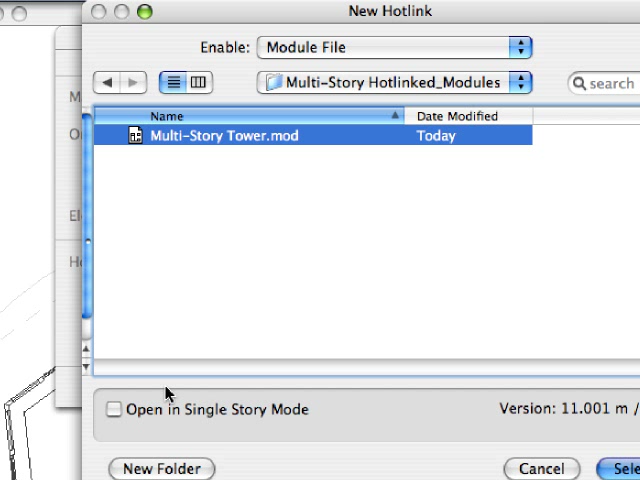 New Hotlink
Enable: Module File
Multi-Story Hotlinked_Modules search
Name Date Modified
Multi-Story Tower.mod Today
Open in Single Story Mode Version: 11.001 m /
New Folder Cancel Sele